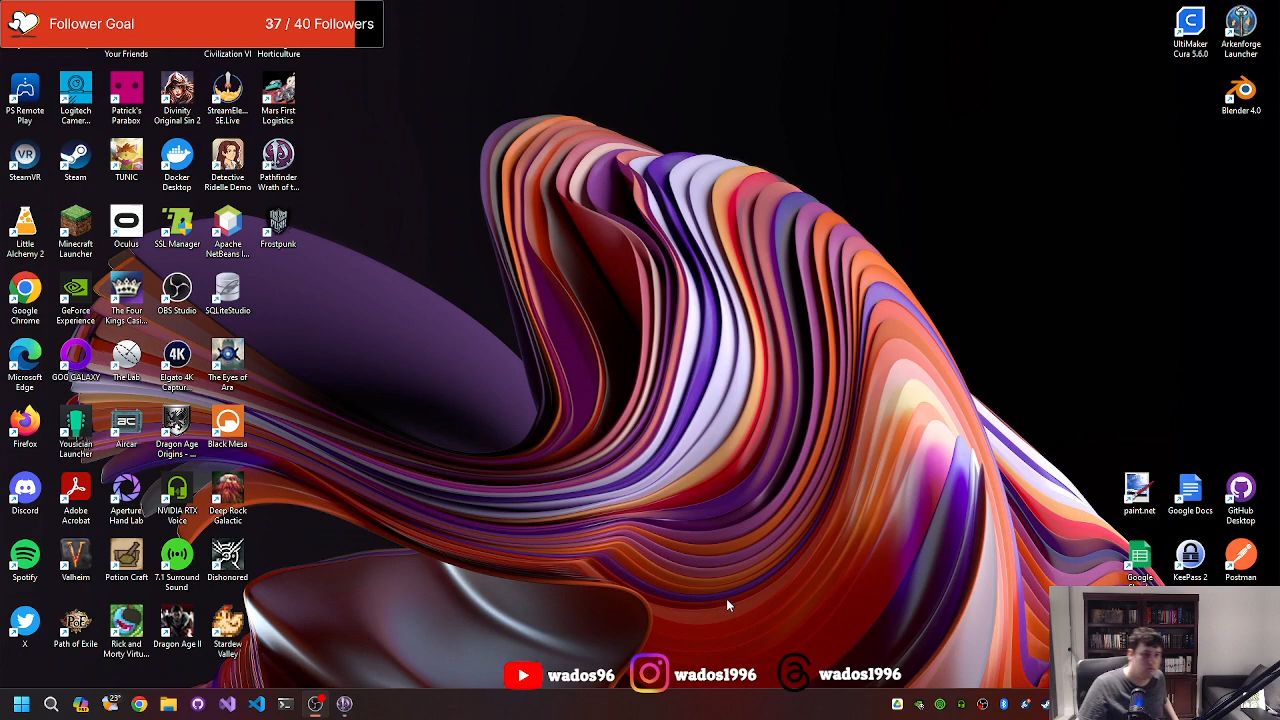 Follower Goal
37 / 40 Followers
Your Friends
Civilization VI
Horticulture
PS Remote
Play
Logitech
Camer...
Patrick's
Parabox
Divinity
Original Sin 2
StreamEle...
SE.Live
Mars First
Logistics
SteamVR
Steam
TUNIC
Docker
Desktop
Detective
Ridelle Demo
Pathfinder
Wrath of t...
Little
Alchemy 2
Minecraft
Launcher
Oculus
SSL Manager
Apache
NetBeans I...
Frostpunk
Google
Chrome
GeForce
Experience
The Four
Kings Casi...
OBS Studio
SQLiteStudio
Microsoft
Edge
GOG GALAXY
The Lab
4K
Elgato 4K
Captur...
The Eyes of
Ara
Firefox
Yousician
Launcher
Aircar
Dragon Age
Origins - ...
Black Mesa
Discord
Adobe
Acrobat
Aperture
Hand Lab
NVIDIA RTX
Voice
Deep Rock
Galactic
Spotify
Valheim
Potion Craft
7.1 Surround
Sound
Dishonored
X
Path of Exile
Rick and
Morty Virtu...
Dragon Age II
Stardew
Valley
UltiMaker
Cura 5.6.0
Arkenforge
Launcher
Blender 4.0
paint.net
Google Docs
GitHub
Desktop
Google
KeePass 2
Postman
wados96
wados1996
wados1996
23°